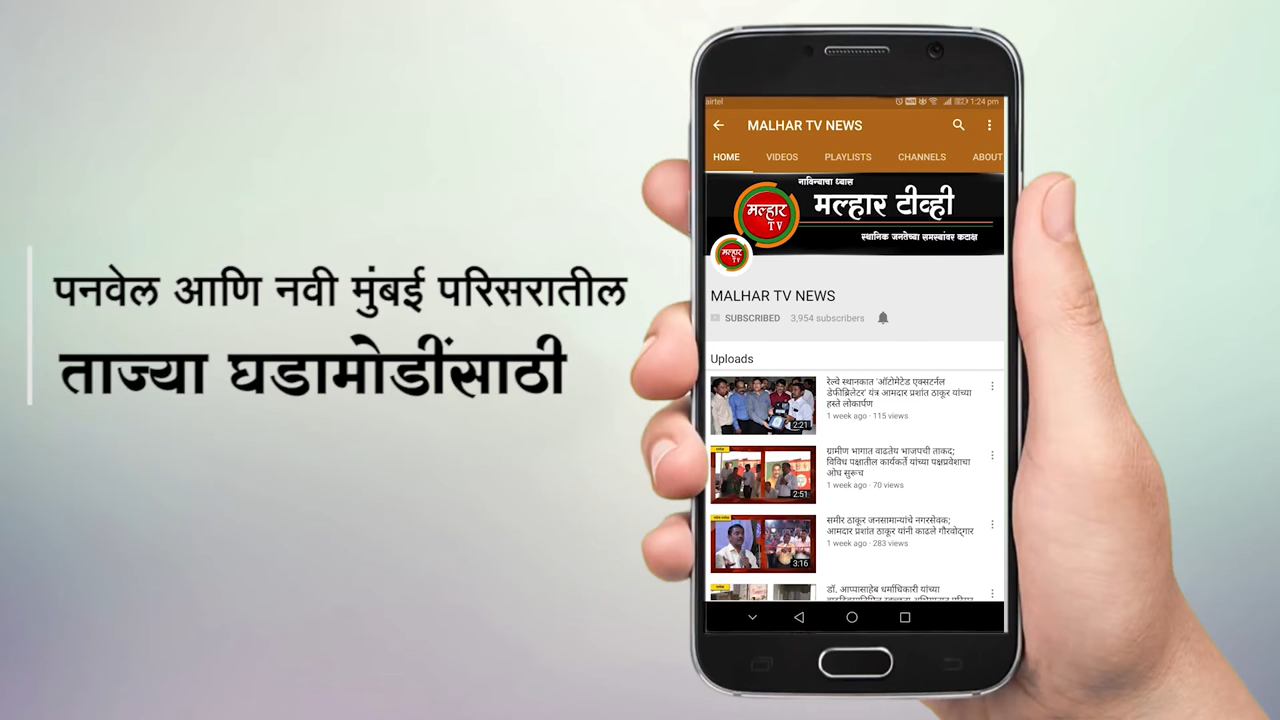 पनवेल आणि नवी मुंबई परिसरातील
ताज्या घडामोडींसाठी
airtel
1:24 pm
MALHAR TV NEWS
HOME VIDEOS PLAYLISTS CHANNELS ABOUT
नाविन्याचा ध्यास
मल्हार टीव्ही
मल्हार
TV
स्थानिक जनतेच्या समस्यांवर कटाक्ष
मल्हार
TV
MALHAR TV NEWS
SUBSCRIBED 3,954 subscribers
Uploads
रेल्वे स्थानकात 'ऑटोमेटेड एक्सटर्नल
डेफीब्रिलेटर' यंत्र आमदार प्रशांत ठाकूर यांच्या
हस्ते लोकार्पण
1 week ago · 115 views
2:21
ग्रामीण भागात वाढतेय भाजपची ताकद;
विविध पक्षातील कार्यकर्ते यांच्या पक्षप्रवेशाचा
ओघ सुरूच
1 week ago · 70 views
2:51
समीर ठाकूर जनसामान्यांचे नगरसेवक;
आमदार प्रशांत ठाकूर यांनी काढले गौरवोद्गार
1 week ago · 283 views
3:16
डॉ. आप्पासाहेब धर्माधिकारी यांच्या